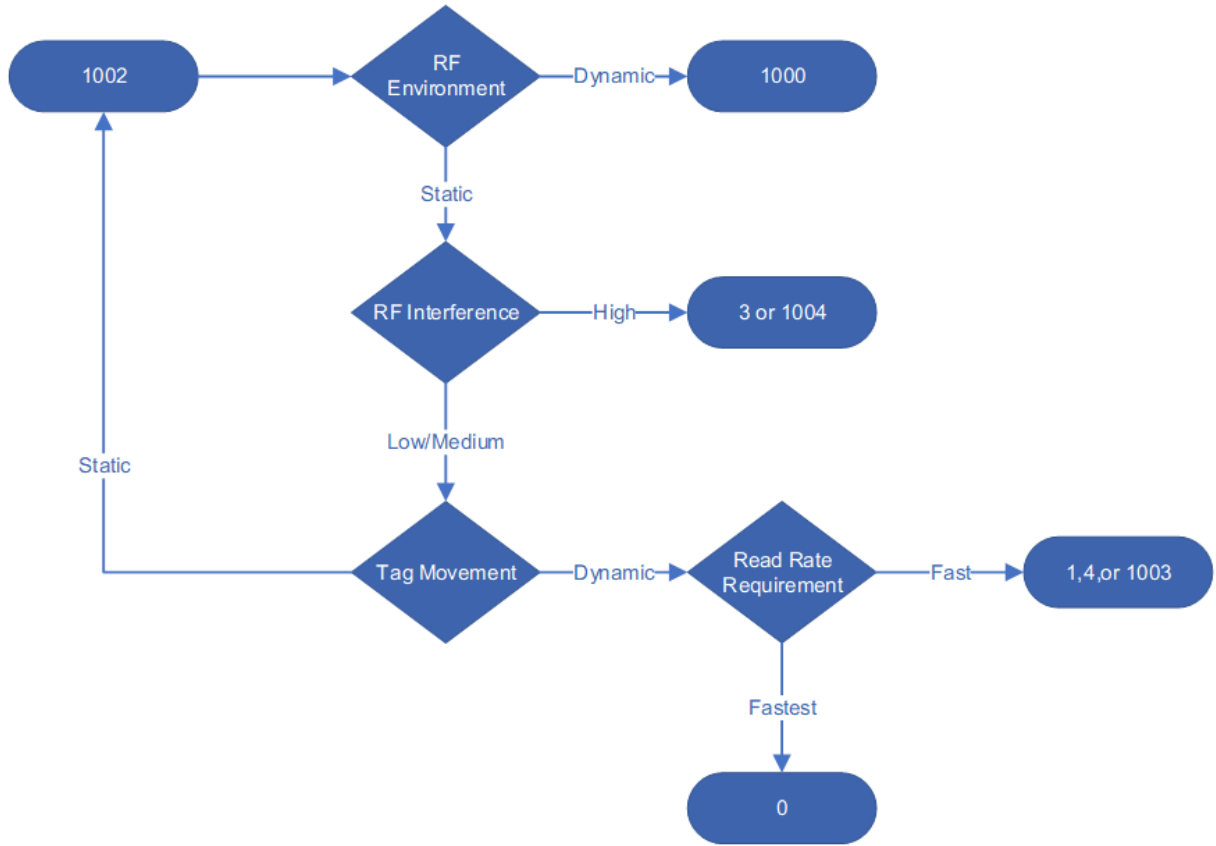 1002
RF
Environment
Dynamic
1000
Static
RF Interference
High
3 or 1004
Low/Medium
Static
Tag Movement
Dynamic
Read Rate
Requirement
Fast
1,4,or 1003
Fastest
0